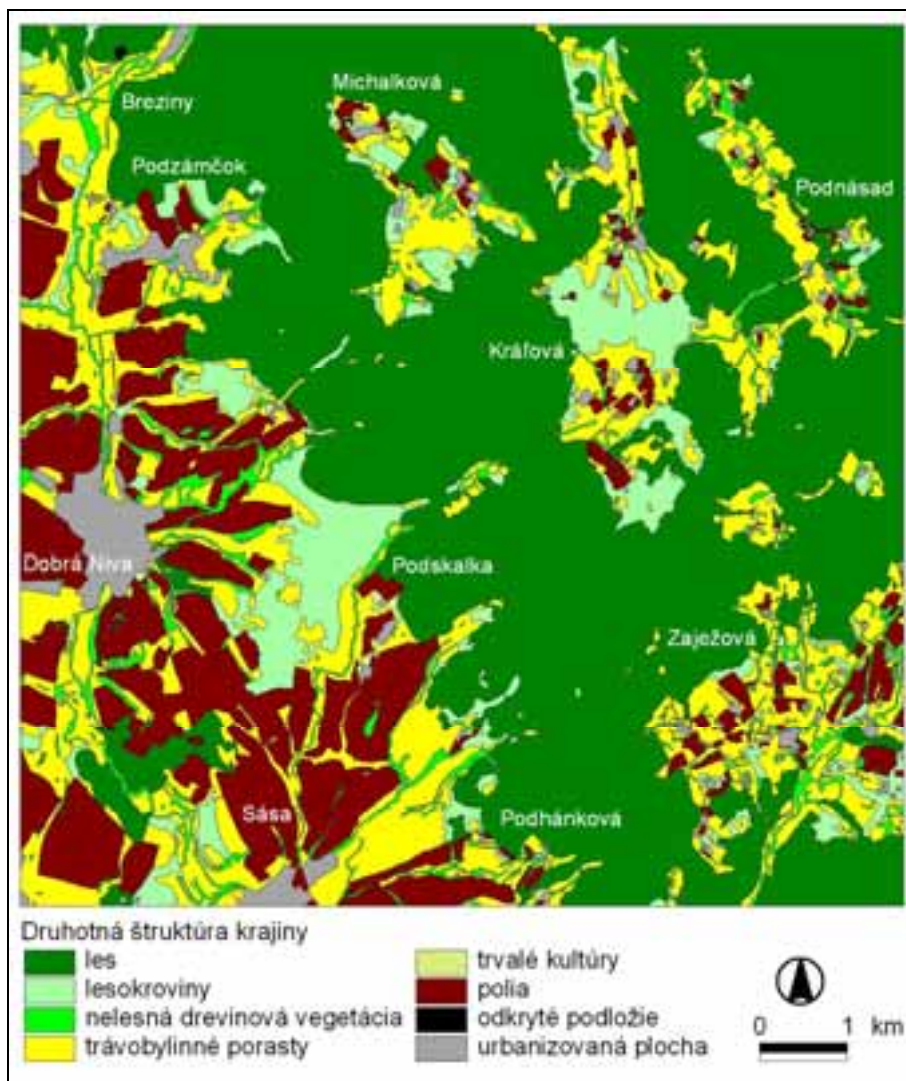 Michalková
Breziny
Podzámčok
Podnásad
Kráľová
Dobrá Niva
Podskalka
Zaježová
Sása
Podhánková
Druhotná štruktúra krajiny
les
lesokroviny
nelesná drevinová vegetácia
trávobylinné porasty
trvalé kultúry
polia
odkryté podložie
urbanizovaná plocha
0 1 km